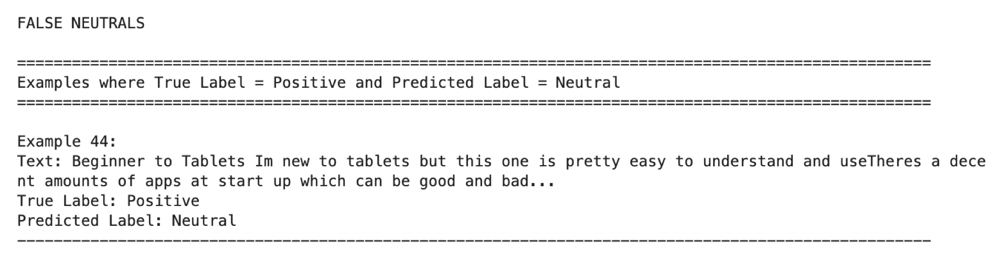 FALSE NEUTRALS
====================================================================================================
Examples where True Label = Positive and Predicted Label = Neutral
====================================================================================================
Example 44:
Text: Beginner to Tablets Im new to tablets but this one is pretty easy to understand and useTheres a dece
nt amounts of apps at start up which can be good and bad...
True Label: Positive
Predicted Label: Neutral
----------------------------------------------------------------------------------------------------